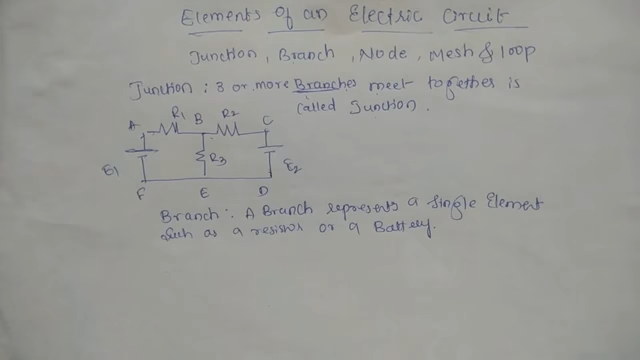 Elements of an Electric Circuit
Junction, Branch, Node, Mesh & loop
Junction : 3 or more Branches meet together is
called Junction.
A R1 B R2 C
E1 R3 E2
F E D
Branch : A Branch represents a single Element
such as a resistor or a Battery.